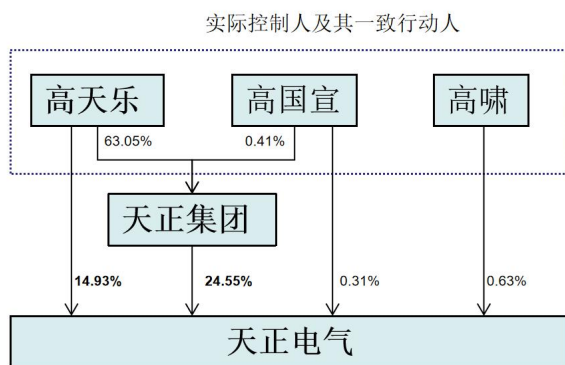 实际控制人及其一致行动人
高天乐
高国宣
高啸
63.05%
0.41%
天正集团
14.93%
24.55%
0.31%
0.63%
天正电气